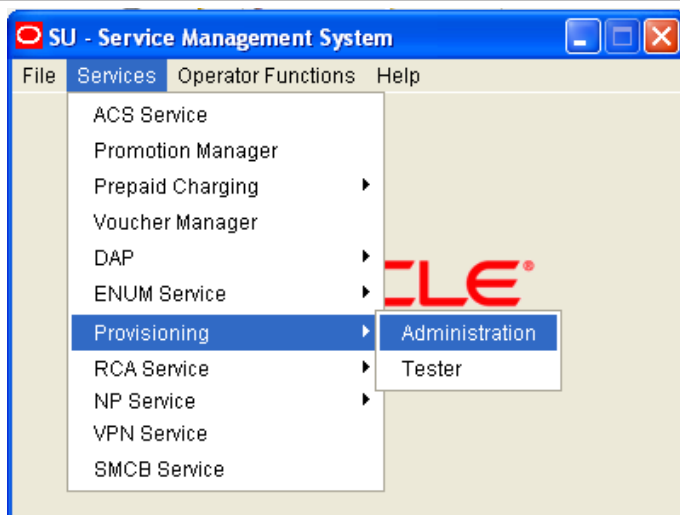 SU - Service Management System
File Services Operator Functions Help
ACS Service
Promotion Manager
Prepaid Charging
Voucher Manager
DAP
ENUM Service
CLE®
Provisioning
Administration
RCA Service
Tester
NP Service
VPN Service
SMCB Service